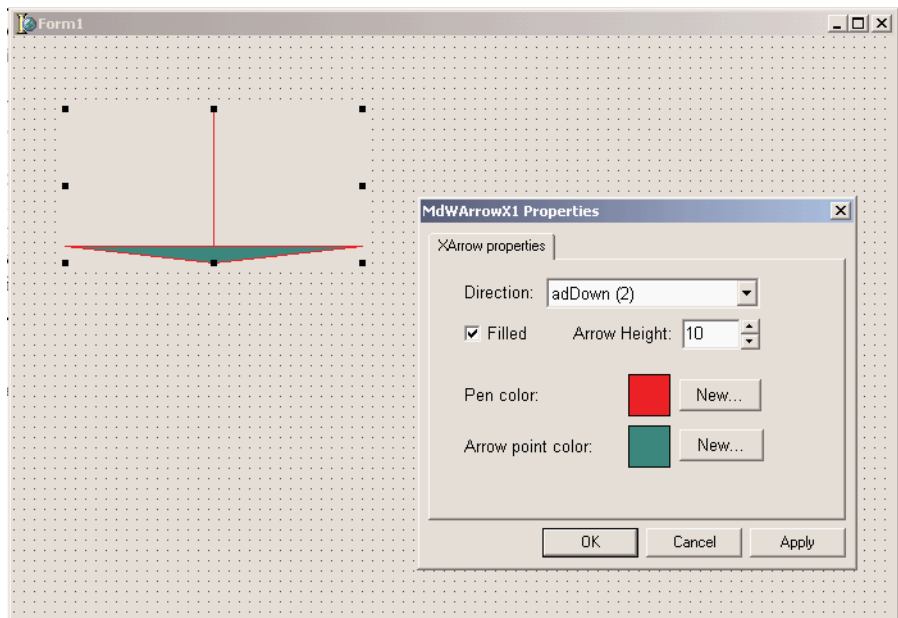 Form1
MdWArrowX1 Properties
XArrow properties
Direction: adDown (2)
Filled Arrow Height: 10
Pen color: New...
Arrow point color: New...
OK Cancel Apply